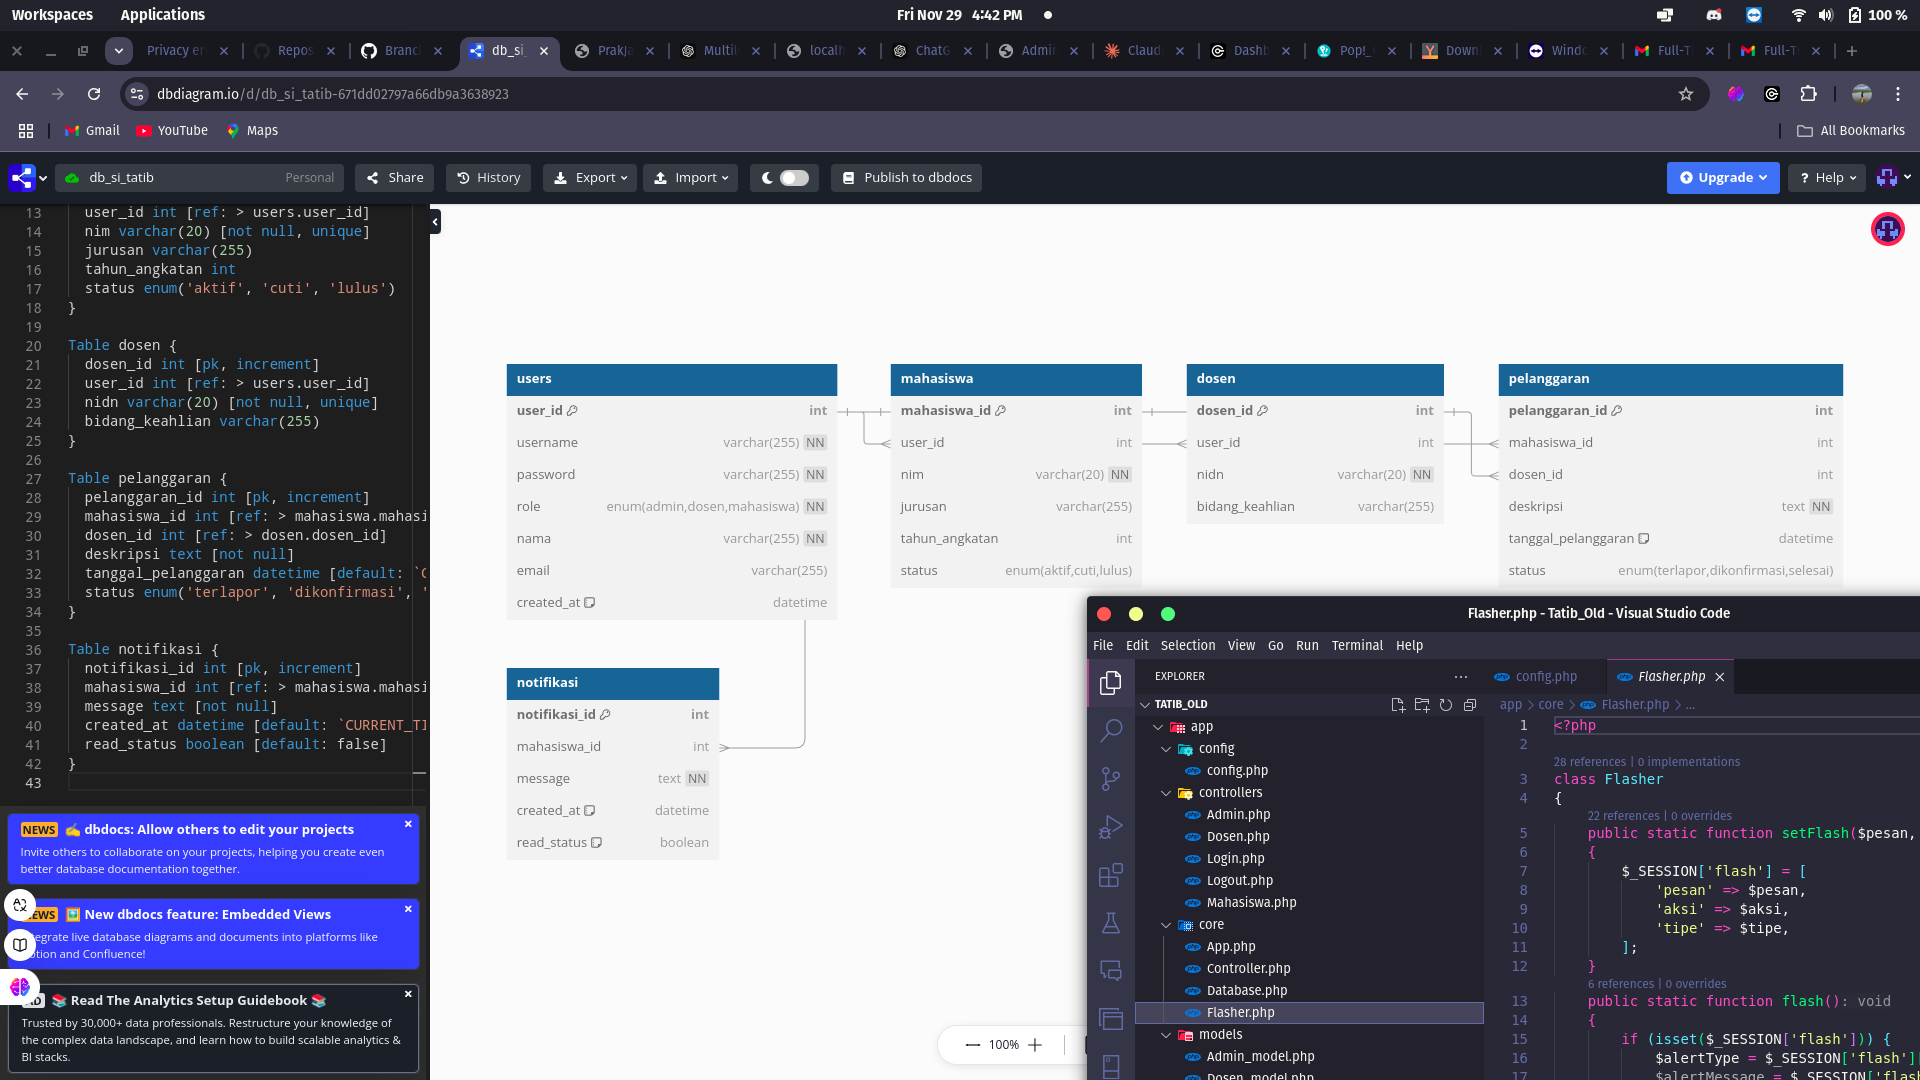 Workspaces Applications Fri Nov 29 4:42 PM 100 %
Privacy er Repos Branc db_si_ PrakJa Multil localh ChatG Admin Claud Dashb Pop!_ Down Windo Full-T Full-T
dbdiagram.io/d/db_si_tatib-671dd02797a66db9a3638923
Gmail YouTube Maps All Bookmarks
db_si_tatib Personal Share History Export Import Publish to dbdocs Upgrade ? Help
13 user_id int [ref: > users.user_id]
14 nim varchar(20) [not null, unique]
15 jurusan varchar(255)
16 tahun_angkatan int
17 status enum('aktif', 'cuti', 'lulus')
18 }
19
20 Table dosen {
21 dosen_id int [pk, increment]
22 user_id int [ref: > users.user_id]
23 nidn varchar(20) [not null, unique]
24 bidang_keahlian varchar(255)
25 }
26
27 Table pelanggaran {
28 pelanggaran_id int [pk, increment]
29 mahasiswa_id int [ref: > mahasiswa.mahasi
30 dosen_id int [ref: > dosen.dosen_id]
31 deskripsi text [not null]
32 tanggal_pelanggaran datetime [default: `C
33 status enum('terlapor', 'dikonfirmasi', '
34 }
35
36 Table notifikasi {
37 notifikasi_id int [pk, increment]
38 mahasiswa_id int [ref: > mahasiswa.mahasi
39 message text [not null]
40 created_at datetime [default: `CURRENT_TI
41 read_status boolean [default: false]
42 }
43
NEWS ✍️ dbdocs: Allow others to edit your projects
Invite others to collaborate on your projects, helping you create even
better database documentation together.
NEWS 🖼️ New dbdocs feature: Embedded Views
egrate live database diagrams and documents into platforms like
otion and Confluence!
AD 📚 Read The Analytics Setup Guidebook 📚
Trusted by 30,000+ data professionals. Restructure your knowledge of
the complex data landscape, and learn how to build scalable analytics &
BI stacks.
users
user_id int
username varchar(255) NN
password varchar(255) NN
role enum(admin,dosen,mahasiswa) NN
nama varchar(255) NN
email varchar(255)
created_at datetime
mahasiswa
mahasiswa_id int
user_id int
nim varchar(20) NN
jurusan varchar(255)
tahun_angkatan int
status enum(aktif,cuti,lulus)
dosen
dosen_id int
user_id int
nidn varchar(20) NN
bidang_keahlian varchar(255)
pelanggaran
pelanggaran_id int
mahasiswa_id int
dosen_id int
deskripsi text NN
tanggal_pelanggaran datetime
status enum(terlapor,dikonfirmasi,selesai)
notifikasi
notifikasi_id int
mahasiswa_id int
message text NN
created_at datetime
read_status boolean
100%
Flasher.php - Tatib_Old - Visual Studio Code
File Edit Selection View Go Run Terminal Help
EXPLORER ...
TATIB_OLD
app
config
config.php
controllers
Admin.php
Dosen.php
Login.php
Logout.php
Mahasiswa.php
core
App.php
Controller.php
Database.php
Flasher.php
models
Admin_model.php
Dosen_model.php
config.php Flasher.php
app > core > Flasher.php > ...
1 <?php
2
28 references | 0 implementations
3 class Flasher
4 {
22 references | 0 overrides
5 public static function setFlash($pesan,
6 {
7 $_SESSION['flash'] = [
8 'pesan' => $pesan,
9 'aksi' => $aksi,
10 'tipe' => $tipe,
11 ];
12 }
6 references | 0 overrides
13 public static function flash(): void
14 {
15 if (isset($_SESSION['flash'])) {
16 $alertType = $_SESSION['flash']
17 $alertMessage = $_SESSION['flash